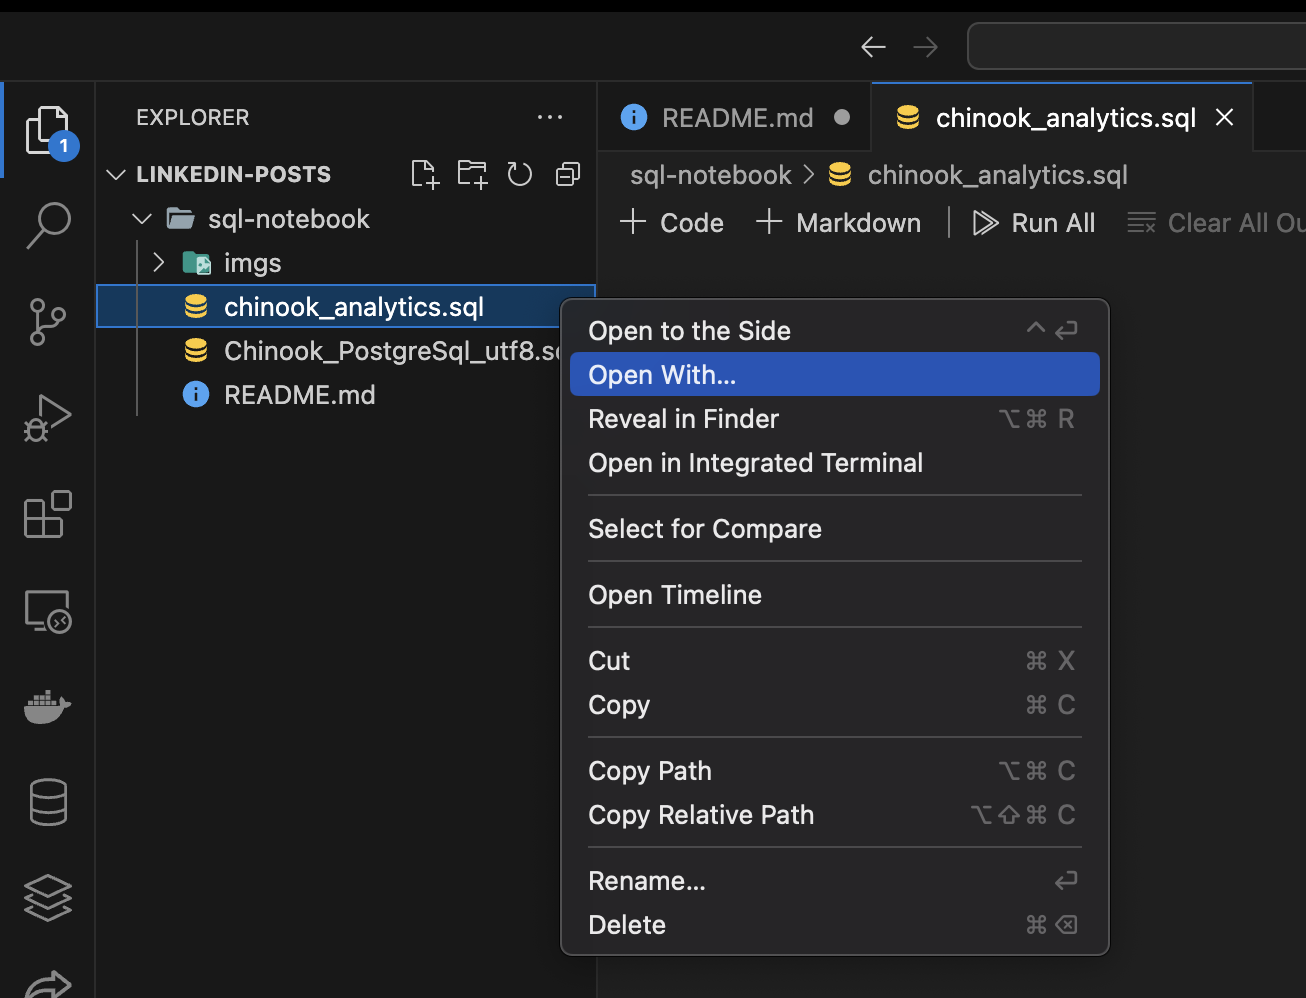 EXPLORER
LINKEDIN-POSTS
sql-notebook
imgs
chinook_analytics.sql
Chinook_PostgreSql_utf8.s
README.md
1
README.md
chinook_analytics.sql
sql-notebook > chinook_analytics.sql
+ Code + Markdown | Run All Clear All Ou
Open to the Side ^ ⏎
Open With...
Reveal in Finder ⌥⌘ R
Open in Integrated Terminal
Select for Compare
Open Timeline
Cut ⌘ X
Copy ⌘ C
Copy Path ⌥⌘ C
Copy Relative Path ⌥⇧⌘ C
Rename... ⏎
Delete ⌘ ⌫